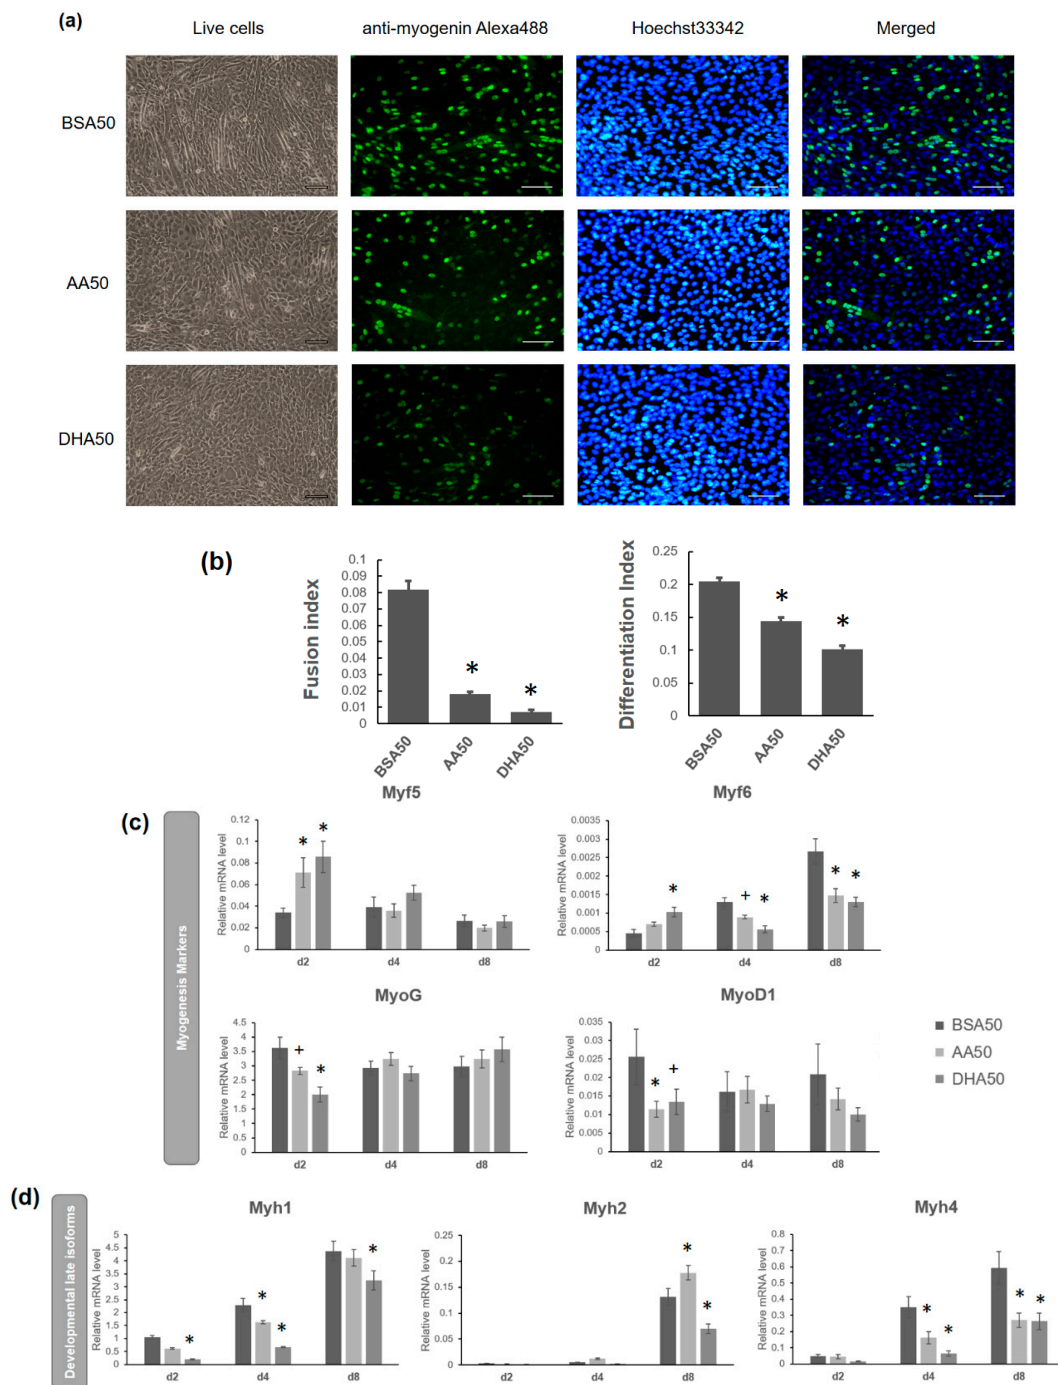 (a)
Live cells anti-myogenin Alexa488 Hoechst33342 Merged
BSA50
AA50
DHA50
(b)
Fusion index
0.1
0.09
0.08
0.07
0.06
0.05
0.04
0.03
0.02
0.01
0
*
*
BSA50 AA50 DHA50
Differentiation Index
0.25
0.2
0.15
0.1
0.05
0
*
*
BSA50 AA50 DHA50
(c)
Myogenesis Markers
Myf5
Relative mRNA level
0.12
0.1
0.08
0.06
0.04
0.02
0
* *
d2 d4 d8
Myf6
Relative mRNA level
0.0035
0.003
0.0025
0.002
0.0015
0.001
0.0005
0
* + * * *
d2 d4 d8
MyoG
Relative mRNA level
4.5
4
3.5
3
2.5
2
1.5
1
0.5
0
+ *
d2 d4 d8
MyoD1
Relative mRNA level
0.035
0.03
0.025
0.02
0.015
0.01
0.005
0
* +
d2 d4 d8
BSA50
AA50
DHA50
(d)
Developmental late isoforms
Myh1
Relative mRNA level
5
4.5
4
3.5
3
2.5
2
1.5
1
0.5
0
* * * *
d2 d4 d8
Myh2
Relative mRNA level
0.25
0.2
0.15
0.1
0.05
0
* *
d2 d4 d8
Myh4
Relative mRNA level
0.8
0.7
0.6
0.5
0.4
0.3
0.2
0.1
0
* * * *
d2 d4 d8